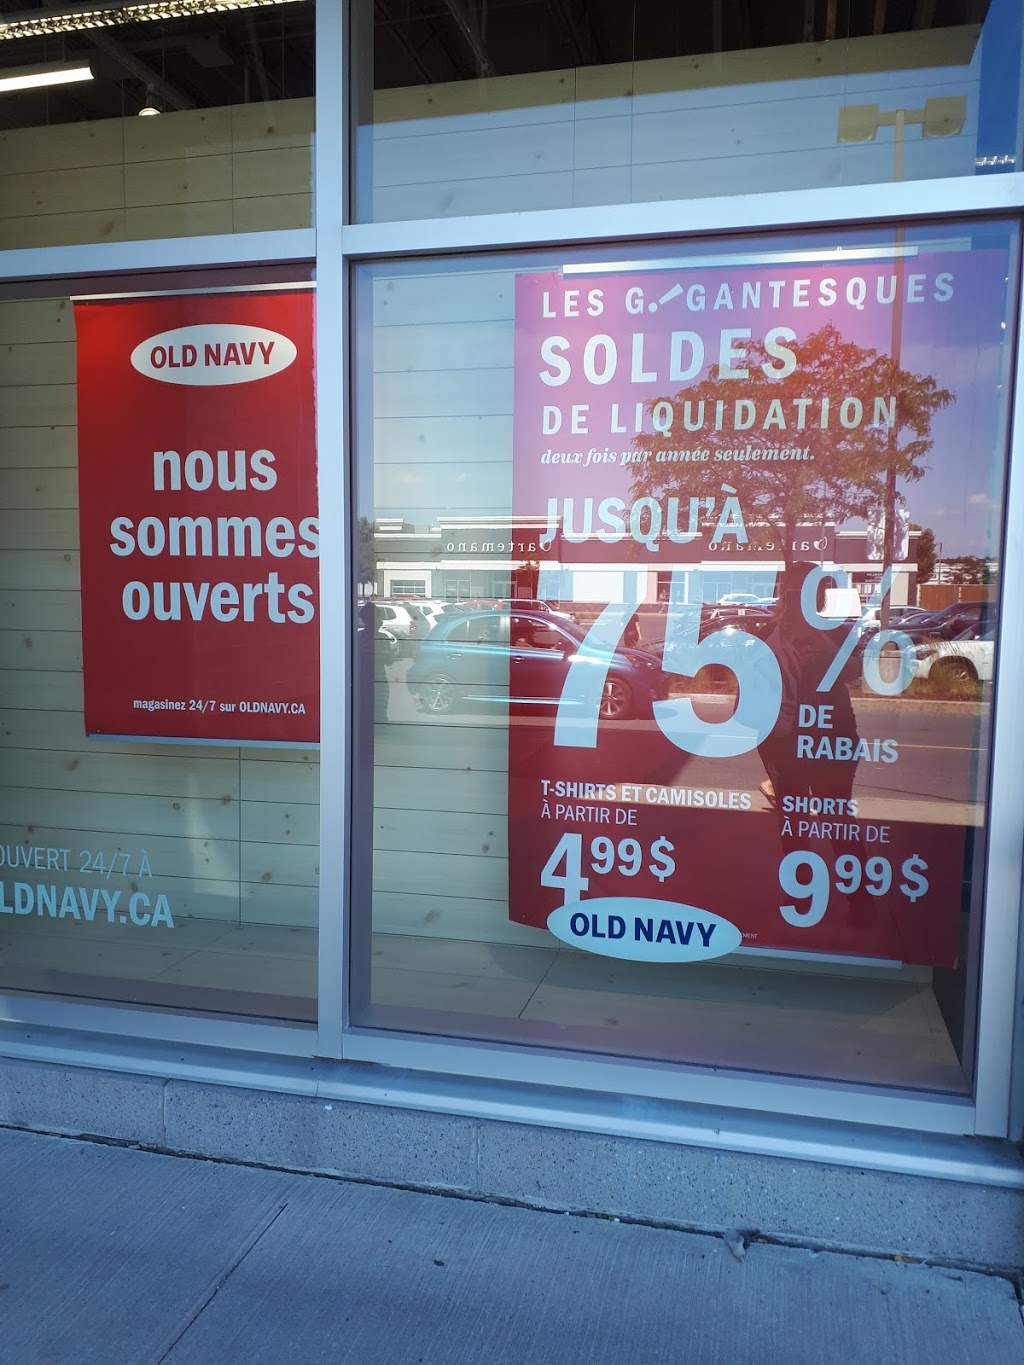 OLD NAVY
nous
sommes
ouverts
magasinez 24/7 sur OLDNAVY.CA
OUVERT 24/7 À
LDNAVY.CA
LES G!GANTESQUES
SOLDES
DE LIQUIDATION
deux fois par année seulement.
JUSQU'À
75%
DE
RABAIS
T-SHIRTS ET CAMISOLES
À PARTIR DE
4 99 $
SHORTS
À PARTIR DE
9 99 $
OLD NAVY